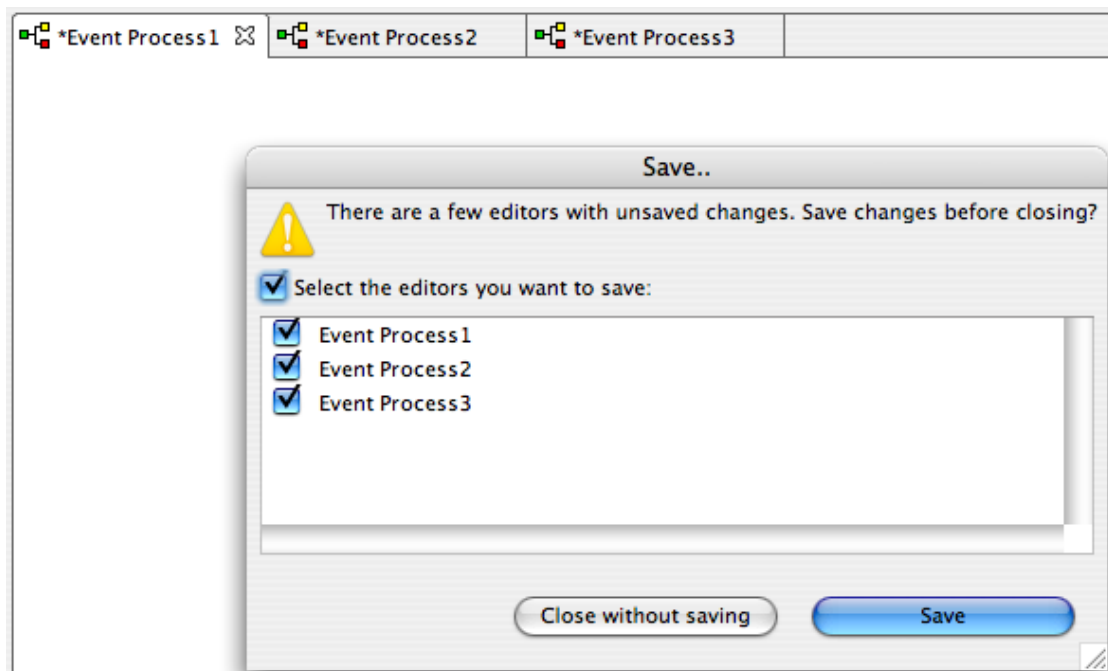 *Event Process1 *Event Process2 *Event Process3
Save..
There are a few editors with unsaved changes. Save changes before closing?
Select the editors you want to save:
Event Process1
Event Process2
Event Process3
Close without saving Save